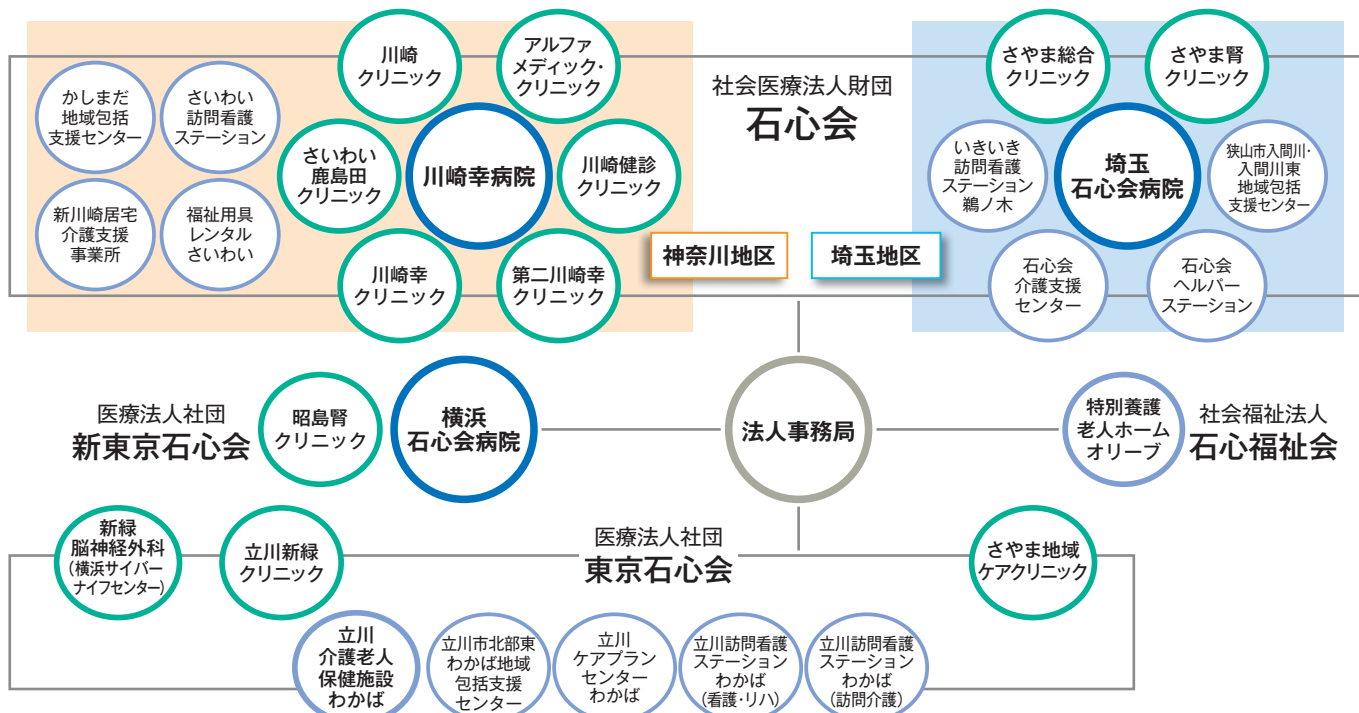 社会医療法人財団
石心会
神奈川地区
埼玉地区
川崎
クリニック
アルファ
メディック・
クリニック
かしまだ
地域包括
支援センター
さいわい
訪問看護
ステーション
さいわい
鹿島田
クリニック
川崎幸病院
川崎健診
クリニック
新川崎居宅
介護支援
事業所
福祉用具
レンタル
さいわい
川崎幸
クリニック
第二川崎幸
クリニック
さやま総合
クリニック
さやま腎
クリニック
いきいき
訪問看護
ステーション
鵜ノ木
埼玉
石心会病院
狭山市入間川・
入間川東
地域包括
支援センター
石心会
介護支援
センター
石心会
ヘルパー
ステーション
医療法人社団
新東京石心会
昭島腎
クリニック
横浜
石心会病院
法人事務局
特別養護
老人ホーム
オリーブ
社会福祉法人
石心福祉会
医療法人社団
東京石心会
新緑
脳神経外科
(横浜サイバー
ナイフセンター)
立川新緑
クリニック
さやま地域
ケアクリニック
立川
介護老人
保健施設
わかば
立川市北部東
わかば地域
包括支援
センター
立川
ケアプラン
センター
わかば
立川訪問看護
ステーション
わかば
(看護・リハ)
立川訪問看護
ステーション
わかば
(訪問介護)